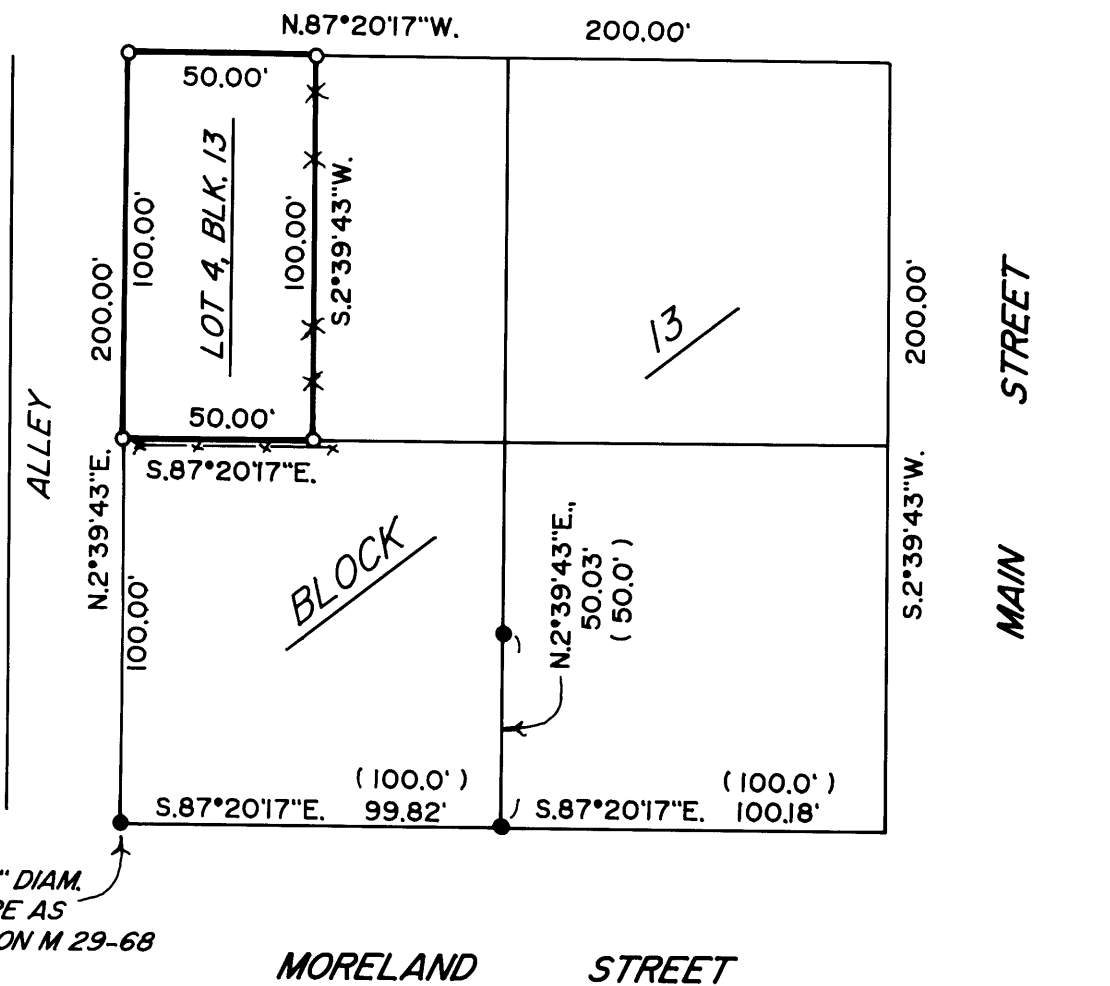 N.87°20'17"W. 200.00'
50.00'
LOT 4, BLK. 13
100.00'
100.00'
S.2°39'43"W.
200.00'
13
200.00'
STREET
ALLEY
50.00'
S.87°20'17"E.
N.2°39'43"E.
100.00'
BLOCK
N.2°39'43"E.,
50.03'
(50.0')
S.2°39'43"W.
MAIN
(100.0')
S.87°20'17"E. 99.82'
(100.0')
S.87°20'17"E. 100.18'
" DIAM.
AS
ON M 29-68
MORELAND STREET